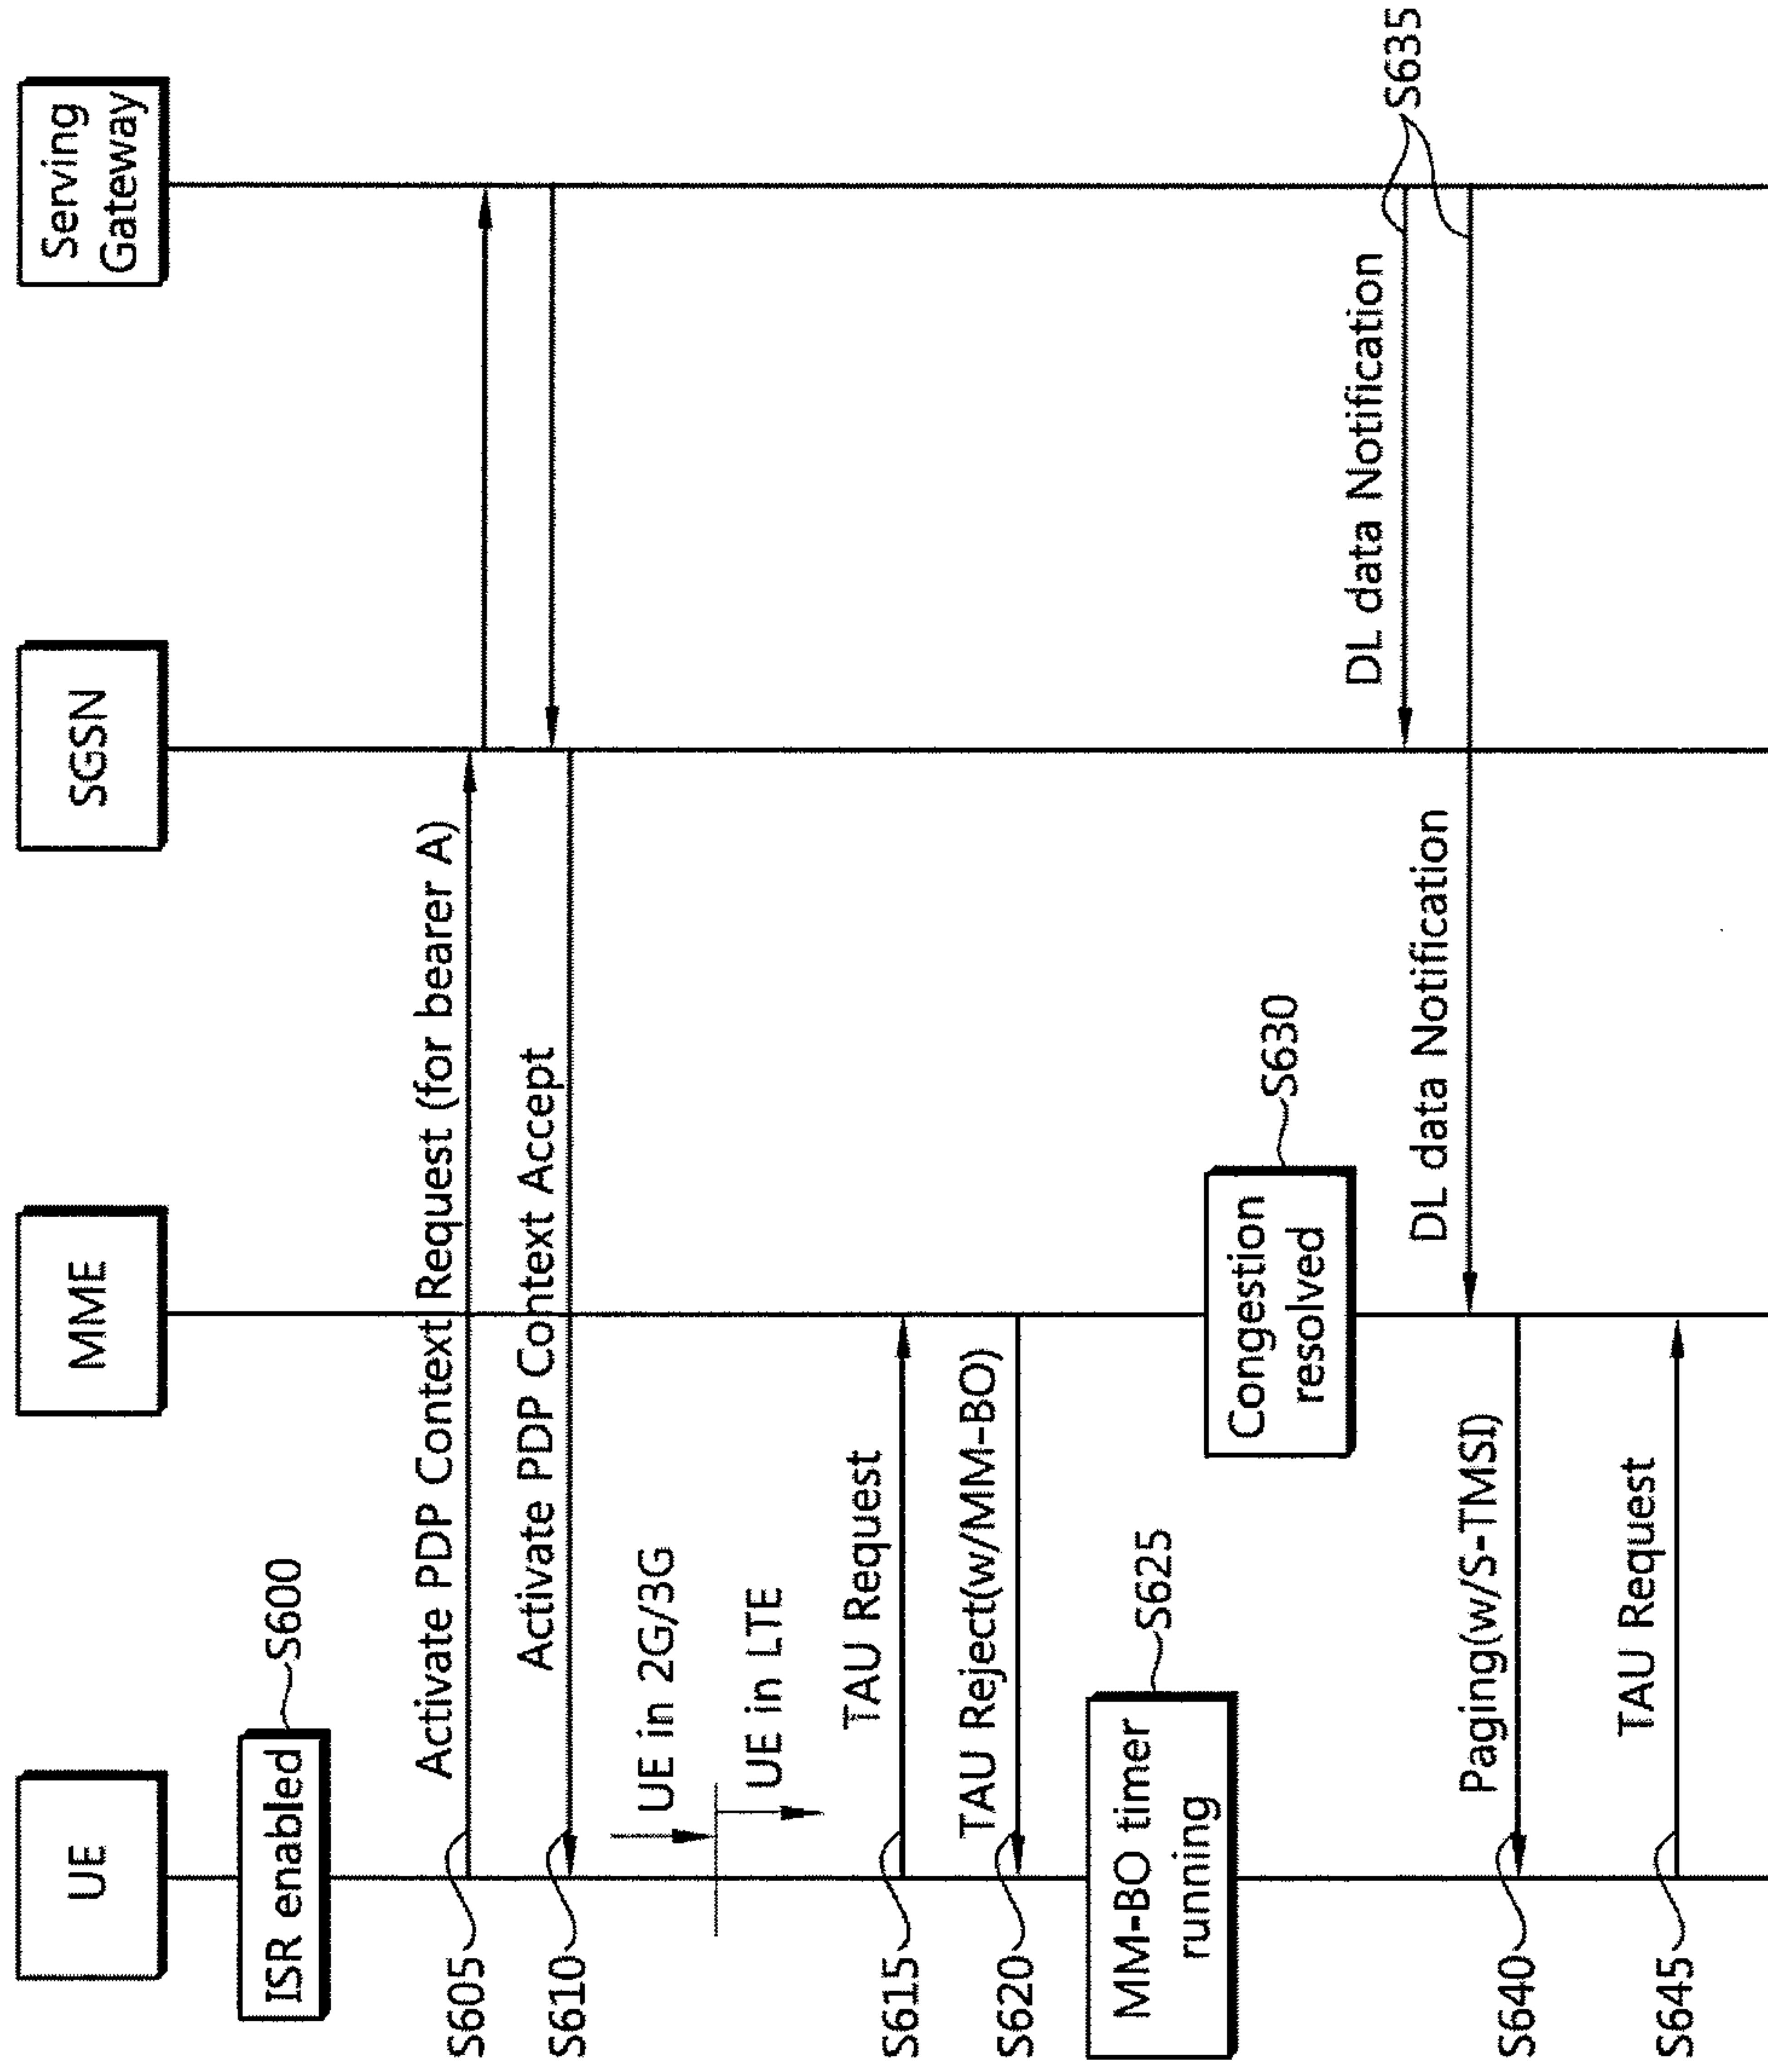 UE
MME
SGSN
Serving
Gateway
ISR enabled
S600
Activate PDP Context Request (for bearer A)
S605
Activate PDP Context Accept
S610
UE in 2G/3G
UE in LTE
TAU Request
S615
TAU Reject(w/MM-BO)
S620
MM-BO timer
running
S625
Congestion
resolved
S630
DL data Notification
S635
DL data Notification
Paging(w/S-TMSI)
S640
TAU Request
S645